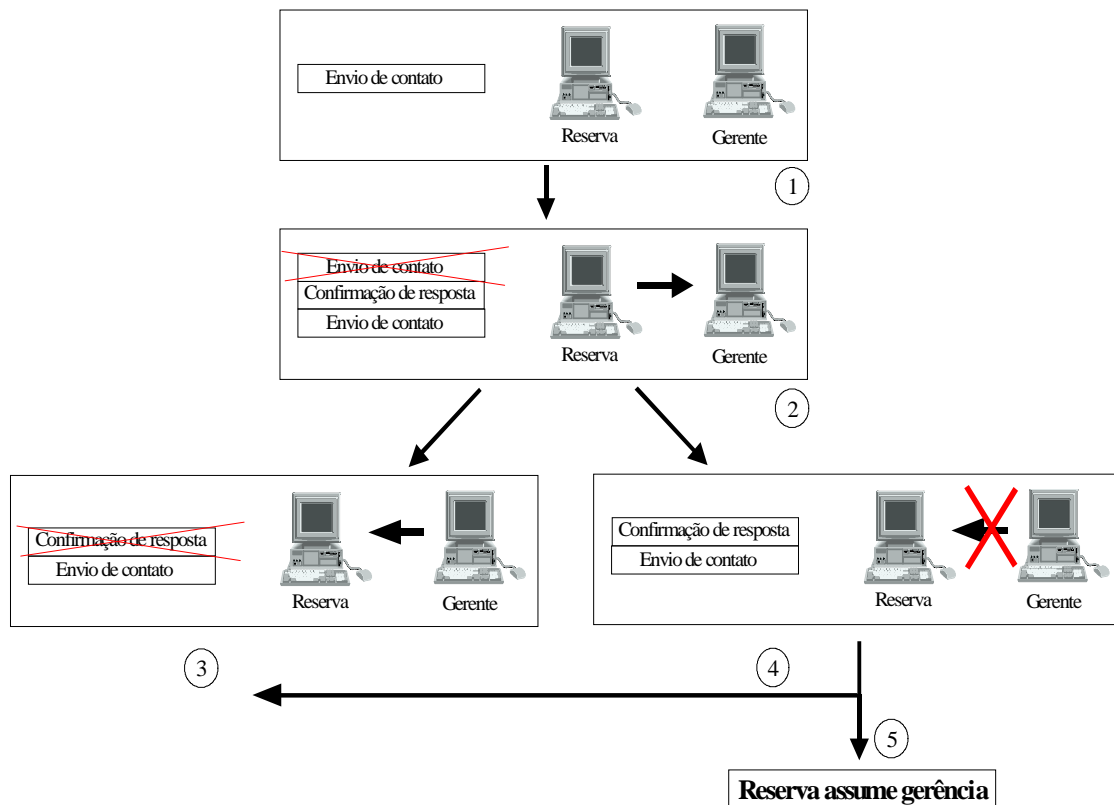 Envio de contato
Reserva
Gerente
1
Envio de contato
Confirmação de resposta
Envio de contato
Reserva
Gerente
2
Confirmação de resposta
Envio de contato
Reserva
Gerente
Confirmação de resposta
Envio de contato
Reserva
Gerente
3
4
5
Reserva assume gerência